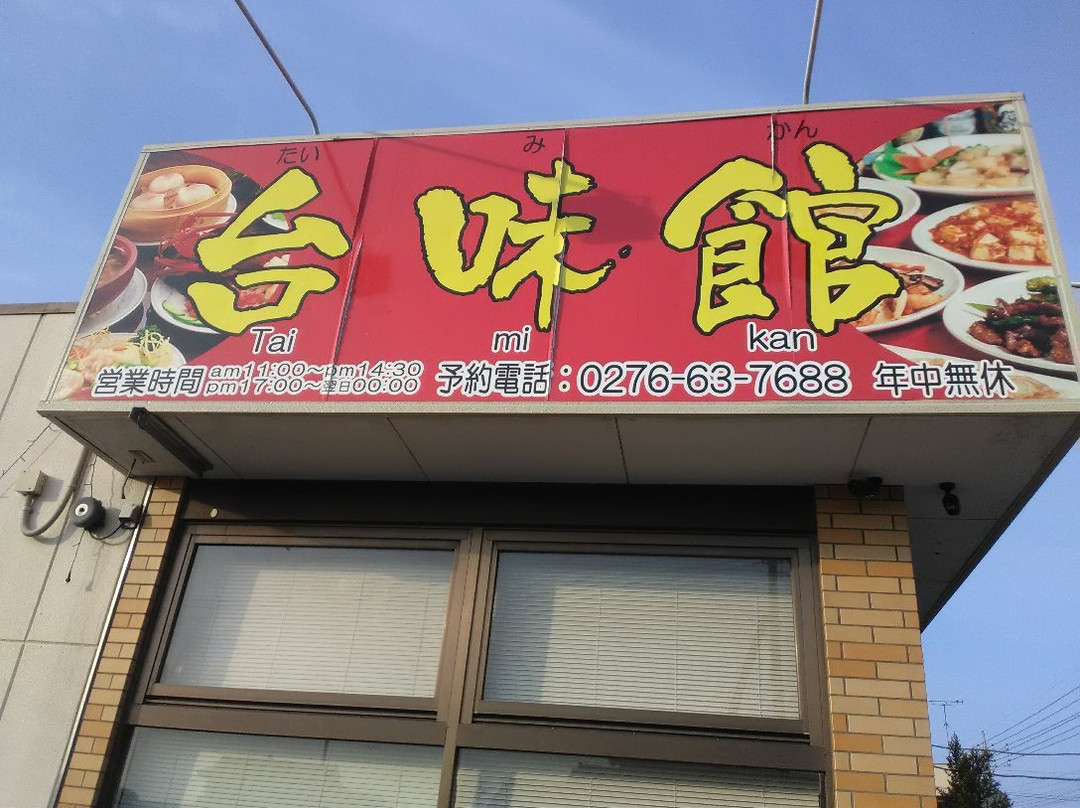 たい み かん
台味館
Tai mi kan
営業時間 am11:00〜pm14:30
pm17:00〜翌日00:00
予約電話：0276-63-7688 年中無休